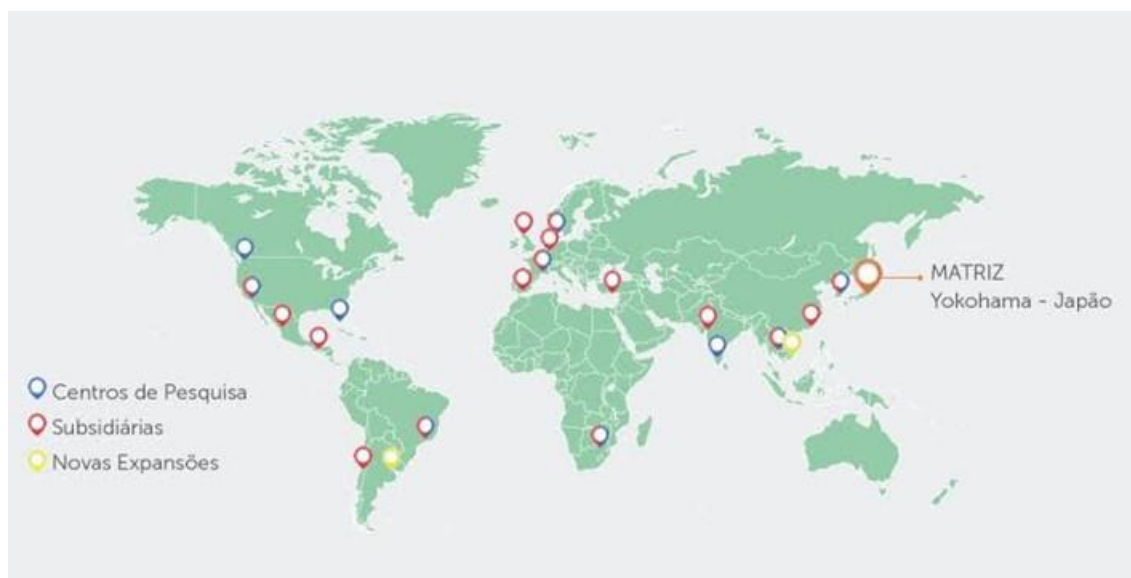 MATRIZ
Yokohama - Japão
Centros de Pesquisa
Subsidiárias
Novas Expansões